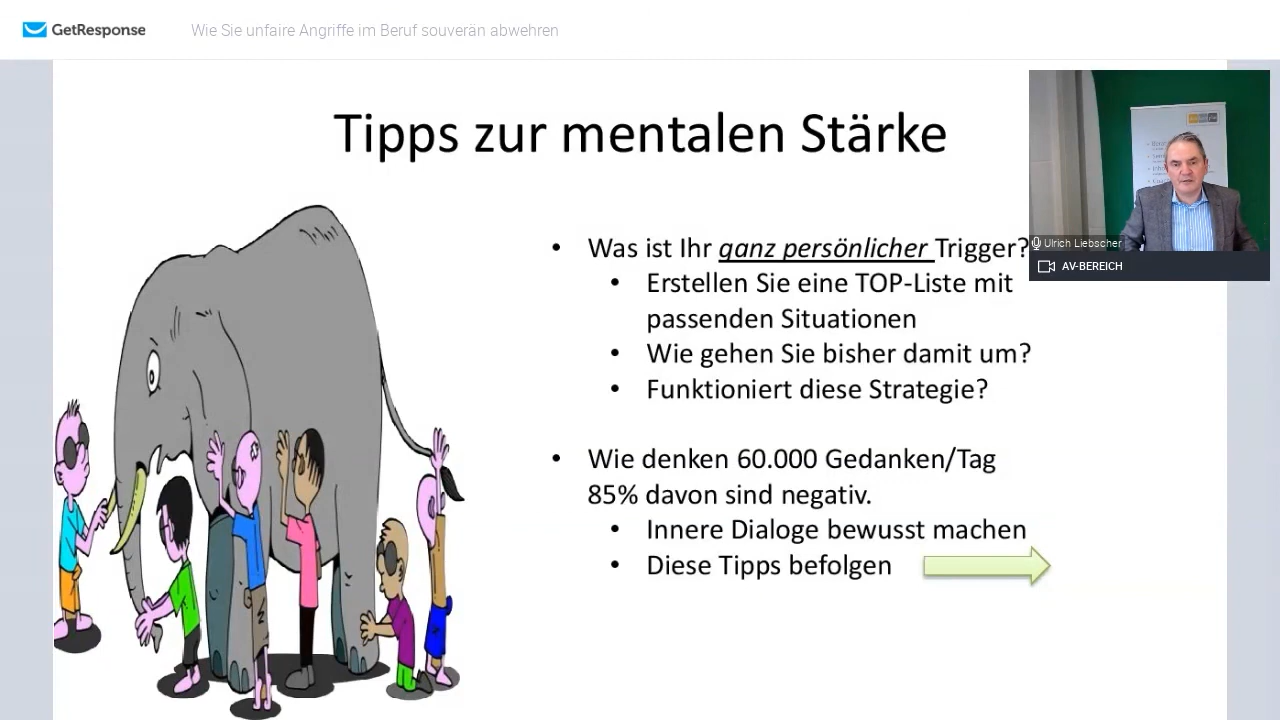 GetResponse
Wie Sie unfaire Angriffe im Beruf souverän abwehren
Tipps zur mentalen Stärke
• Was ist Ihr ganz persönlicher Trigger?
• Erstellen Sie eine TOP-Liste mit
passenden Situationen
• Wie gehen Sie bisher damit um?
• Funktioniert diese Strategie?
• Wie denken 60.000 Gedanken/Tag
85% davon sind negativ.
• Innere Dialoge bewusst machen
• Diese Tipps befolgen
Ulrich Liebscher
AV-BEREICH